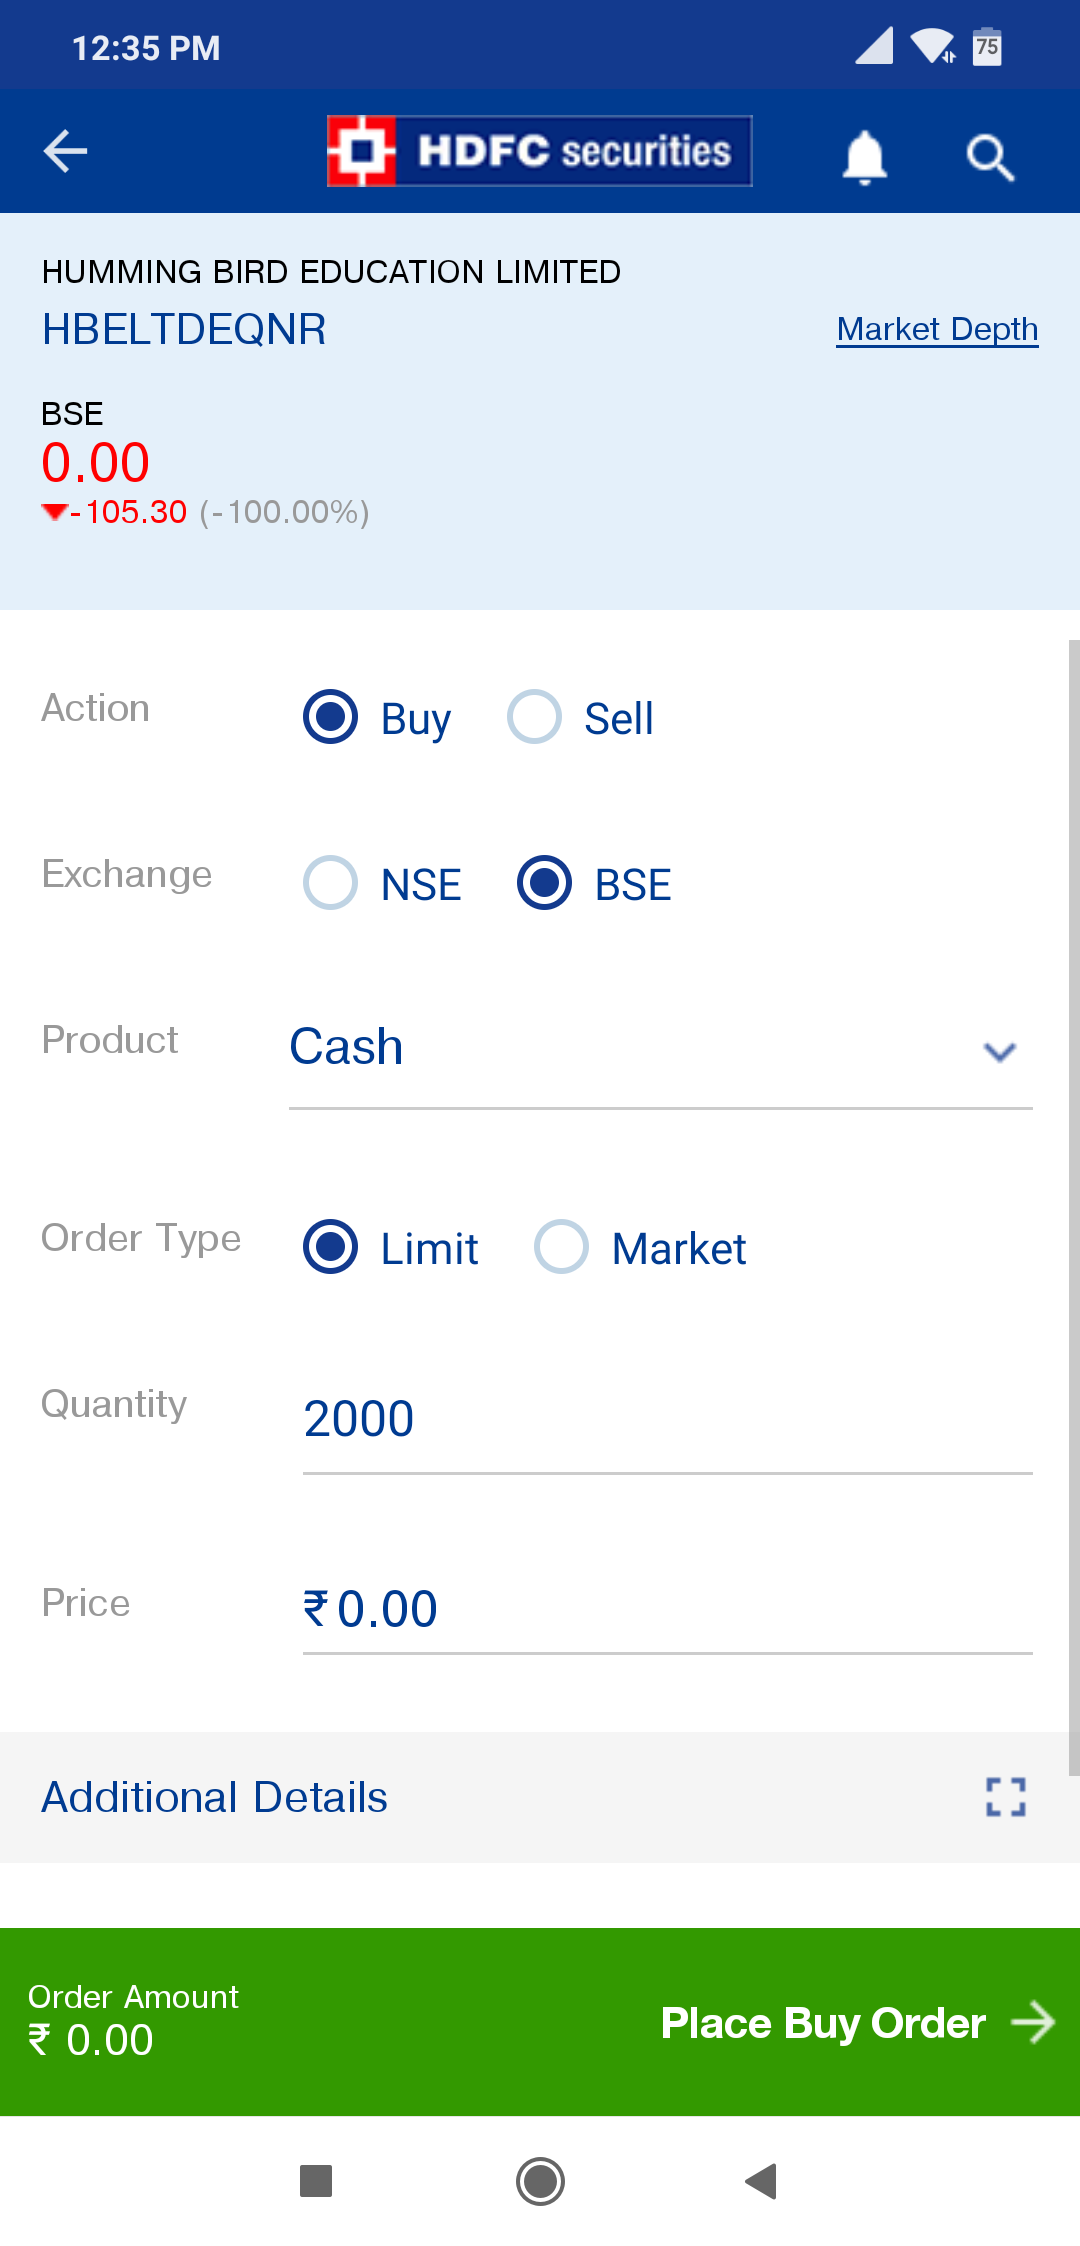 12:35 PM
75
HDFC securities
HUMMING BIRD EDUCATION LIMITED
HBELTDEQNR
Market Depth
BSE
0.00
-105.30 (-100.00%)
Action
Buy
Sell
Exchange
NSE
BSE
Product
Cash
Order Type
Limit
Market
Quantity
2000
Price
₹ 0.00
Additional Details
Order Amount
₹ 0.00
Place Buy Order